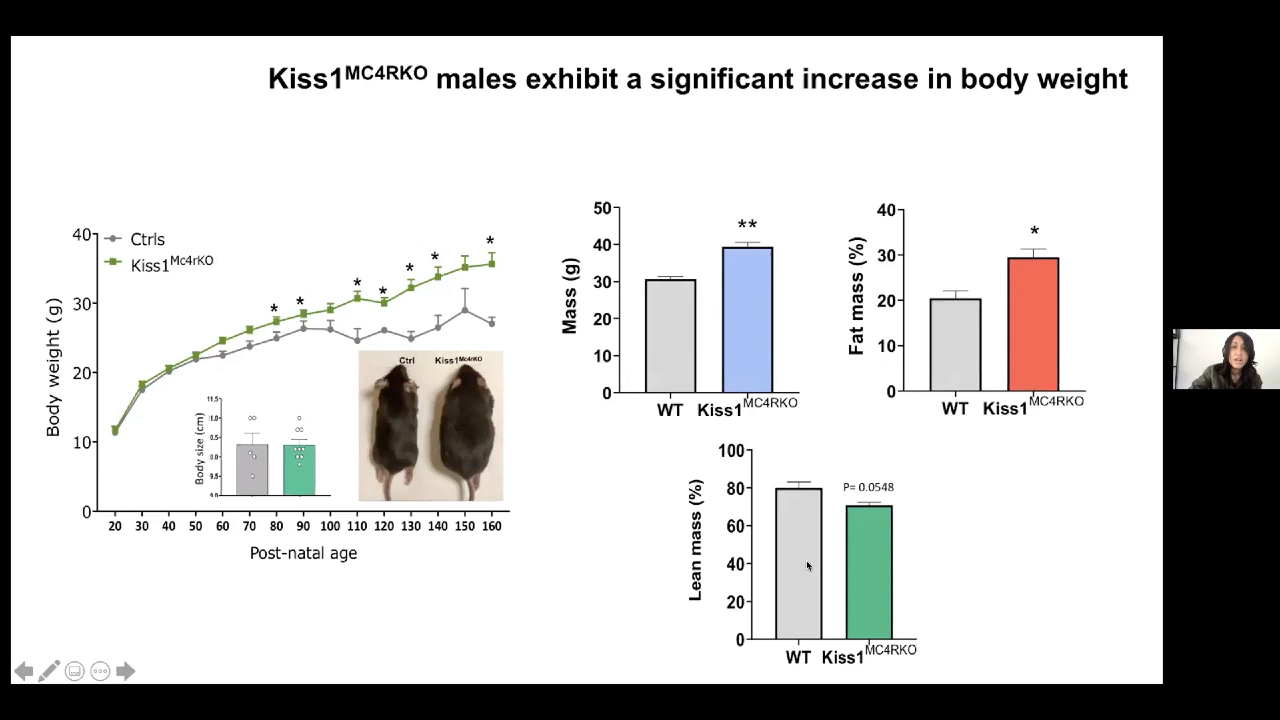 Kiss1MC4RKO males exhibit a significant increase in body weight
Body weight (g)
40
30
20
10
0
Ctrls
Kiss1Mc4rKO
* * * * * * *
20 30 40 50 60 70 80 90 100 110 120 130 140 150 160
Post-natal age
Body size (cm)
Ctrl Kiss1Mc4rKO
Mass (g)
50
40
30
20
10
0
**
WT Kiss1MC4RKO
Fat mass (%)
40
30
20
10
0
*
WT Kiss1MC4RKO
Lean mass (%)
100
80
60
40
20
0
P= 0.0548
WT Kiss1MC4RKO